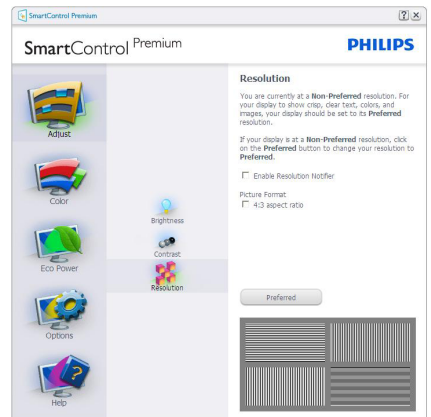 SmartControl Premium
SmartControl Premium
PHILIPS
Adjust
Color
Eco Power
Options
Help
Brightness
Contrast
Resolution
Resolution
You are currently at a Non-Preferred resolution. For
your display to show crisp, clear text, colors, and
images, your display should be set to its Preferred
resolution.
If your display is at a Non-Preferred resolution, click
on the Preferred button to change your resolution to
Preferred.
Enable Resolution Notifier
Picture Format
4:3 aspect ratio
Preferred